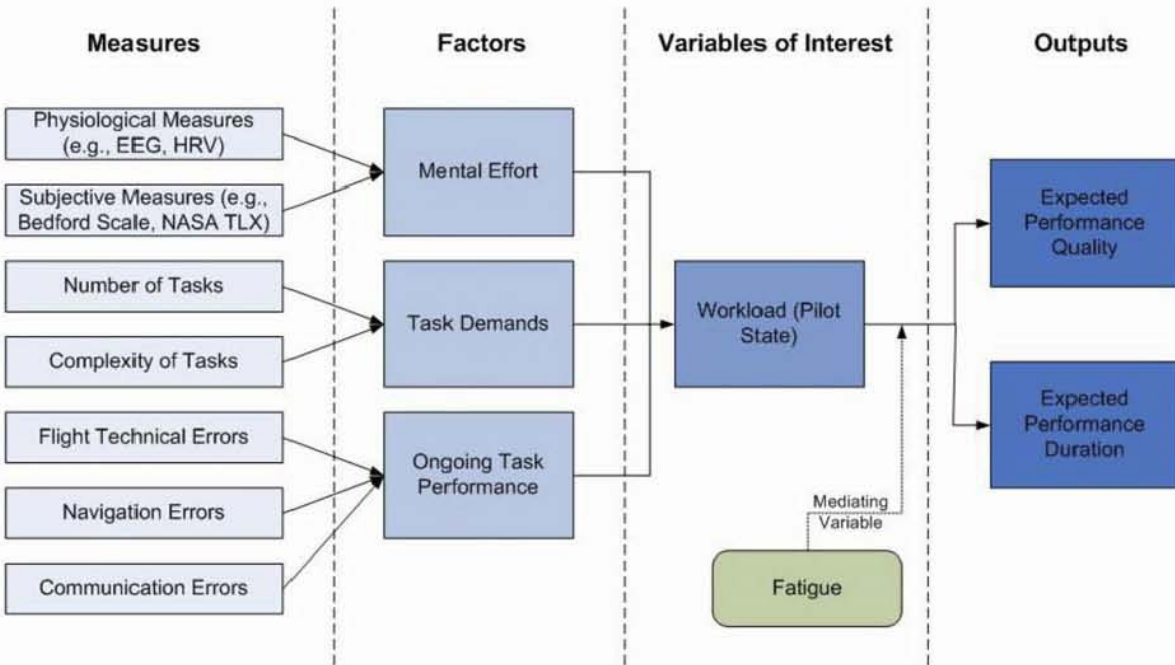 Measures
Factors
Variables of Interest
Outputs
Physiological Measures
(e.g., EEG, HRV)
Subjective Measures (e.g.,
Bedford Scale, NASA TLX)
Number of Tasks
Complexity of Tasks
Flight Technical Errors
Navigation Errors
Communication Errors
Mental Effort
Task Demands
Ongoing Task
Performance
Workload (Pilot
State)
Mediating
Variable
Fatigue
Expected
Performance
Quality
Expected
Performance
Duration